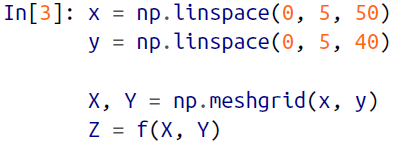 In[3]: x = np.linspace(0, 5, 50)
y = np.linspace(0, 5, 40)
X, Y = np.meshgrid(x, y)
Z = f(X, Y)